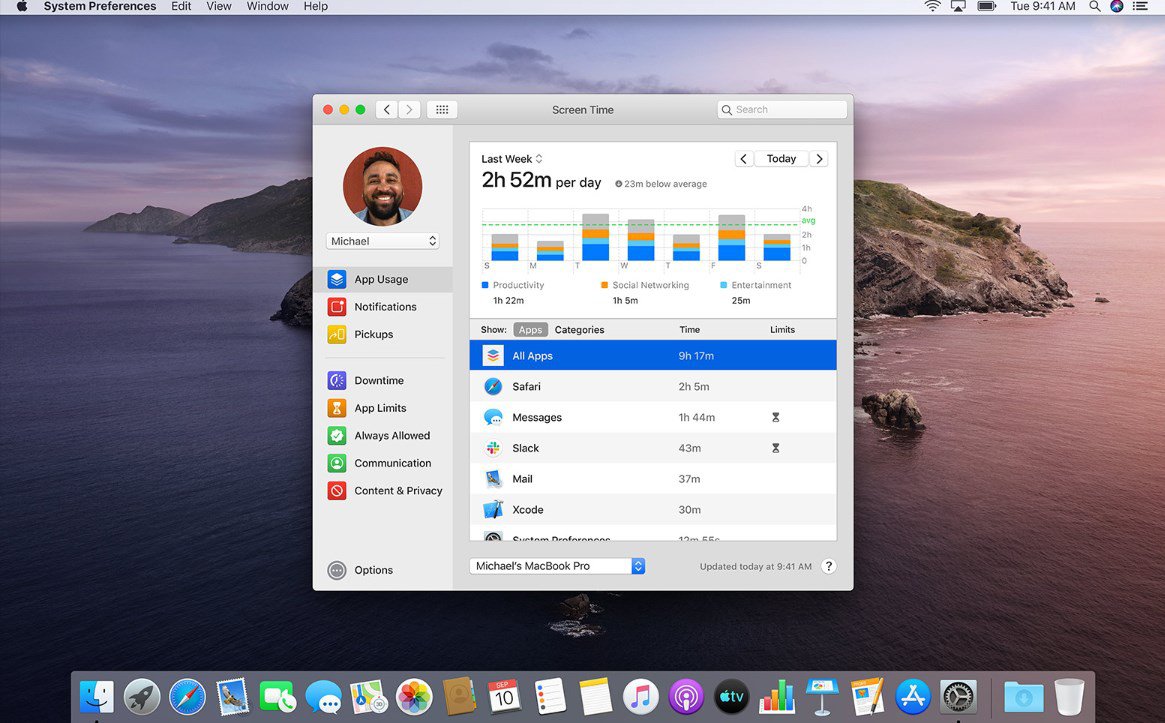 System Preferences Edit View Window Help Tue 9:41 AM
Screen Time Search
Last Week Today
2h 52m per day 23m below average
4h
avg
2h
1h
0
S M T W T F S
Productivity Social Networking Entertainment
1h 22m 1h 5m 25m
Michael
App Usage
Notifications
Pickups
Downtime
App Limits
Always Allowed
Communication
Content & Privacy
Options
Show: Apps Categories Time Limits
All Apps 9h 17m
Safari 2h 5m
Messages 1h 44m
Slack 43m
Mail 37m
Xcode 30m
System Preferences 12m 55s
Michael's MacBook Pro Updated today at 9:41 AM ?
SEP
10
tv